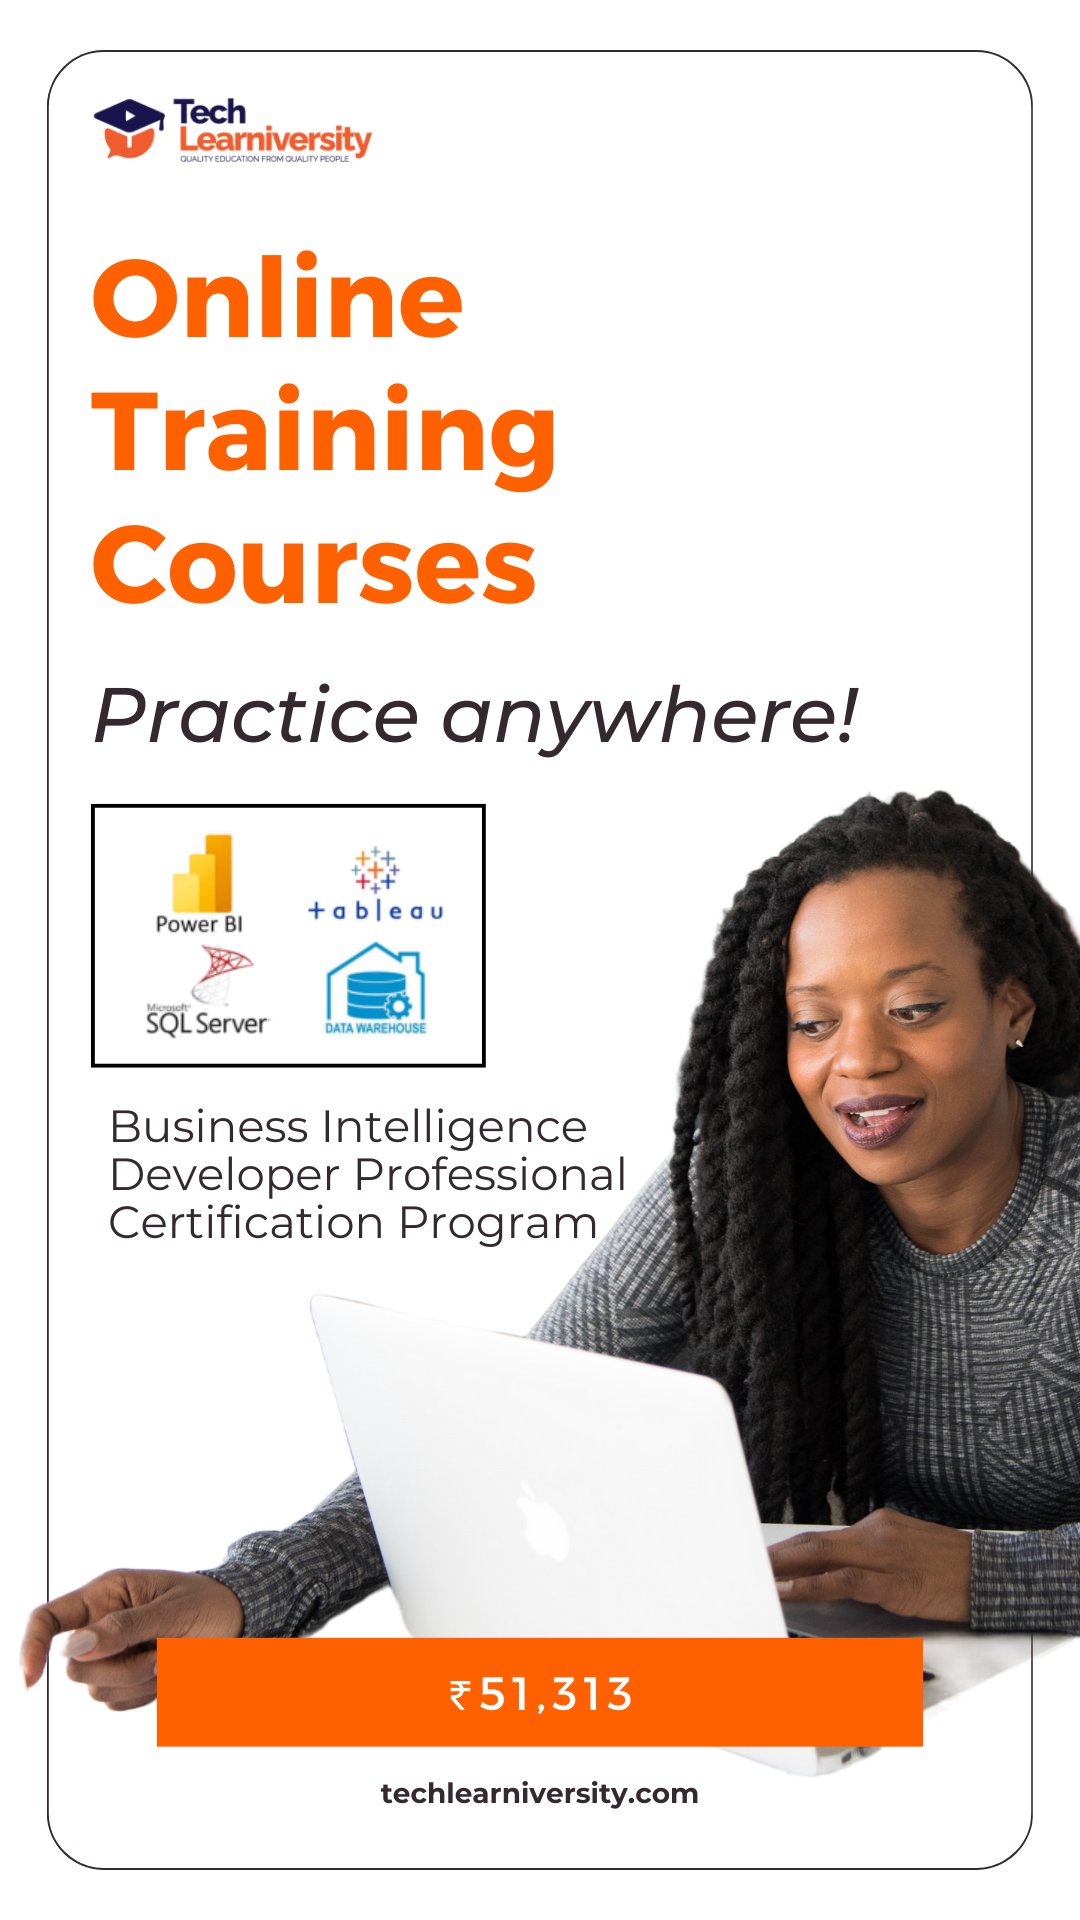 Tech
Learniversity
QUALITY EDUCATION FROM QUALITY PEOPLE
Online
Training
Courses
Practice anywhere!
Power BI
+ableau
Microsoft
SQL Server
DATA WAREHOUSE
Business Intelligence
Developer Professional
Certification Program
₹51,313
techlearniversity.com